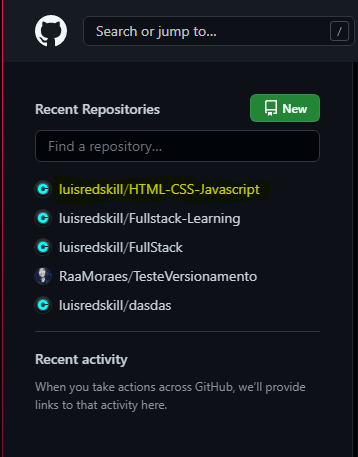 Search or jump to...
/
Recent Repositories
New
Find a repository...
luisredskill/HTML-CSS-Javascript
luisredskill/Fullstack-Learning
luisredskill/FullStack
RaaMoraes/TesteVersionamento
luisredskill/dasdas
Recent activity
When you take actions across GitHub, we'll provide
links to that activity here.